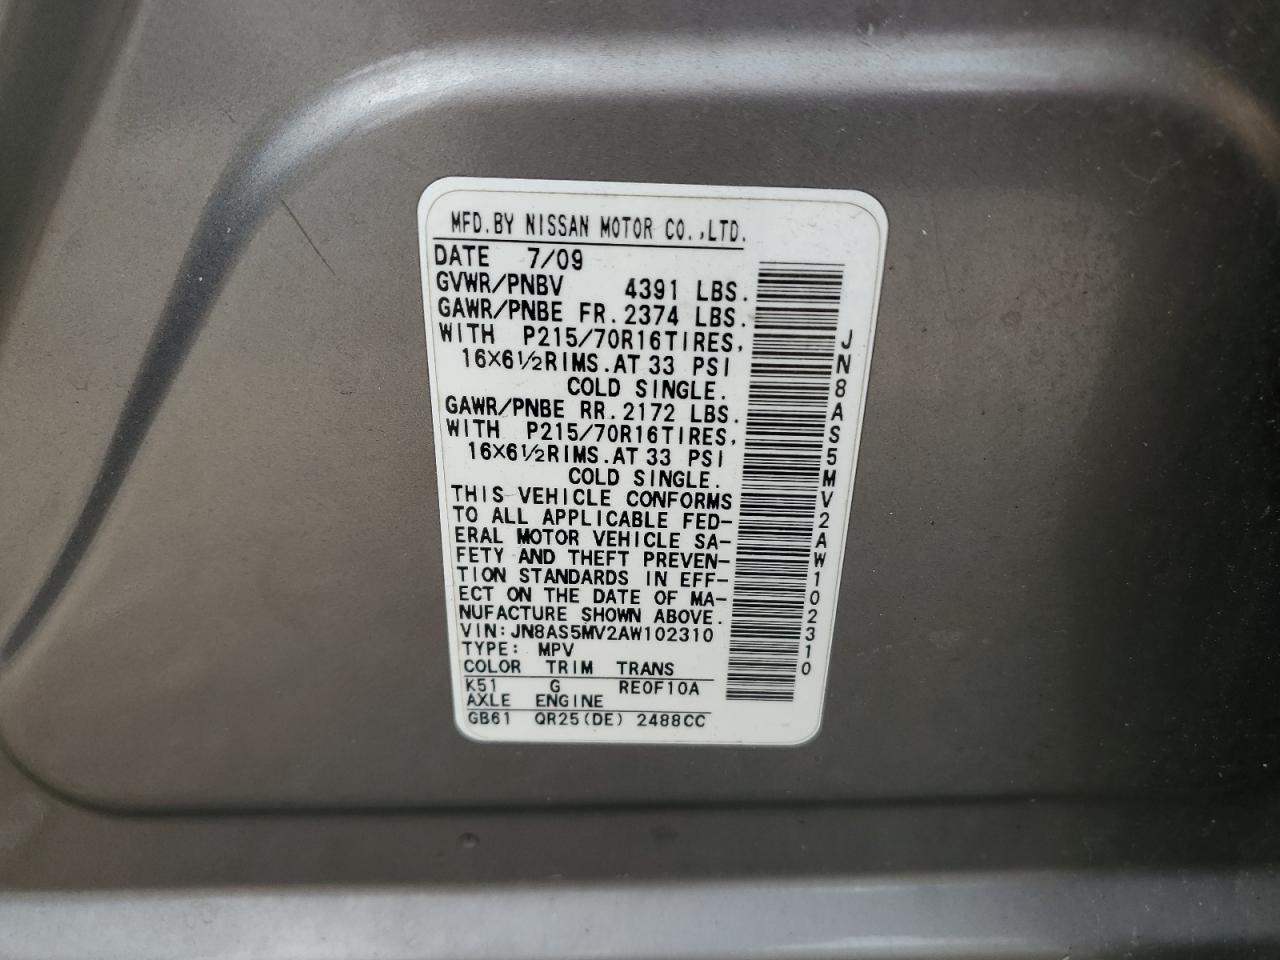 MFD.BY NISSAN MOTOR CO.,LTD.
DATE 7/09
GVWR/PNBV 4391 LBS.
GAWR/PNBE FR.2374 LBS.
WITH P215/70R16TIRES,
16X6½RIMS.AT 33 PSI
COLD SINGLE.
GAWR/PNBE RR.2172 LBS.
WITH P215/70R16TIRES,
16X6½RIMS.AT 33 PSI
COLD SINGLE.
THIS VEHICLE CONFORMS
TO ALL APPLICABLE FED-
ERAL MOTOR VEHICLE SA-
FETY AND THEFT PREVEN-
TION STANDARDS IN EFF-
ECT ON THE DATE OF MA-
NUFACTURE SHOWN ABOVE.
VIN:JN8AS5MV2AW102310
TYPE: MPV
COLOR TRIM TRANS
K51 G RE0F10A
AXLE ENGINE
GB61 QR25(DE) 2488CC
JN8AS5MV2AW102310